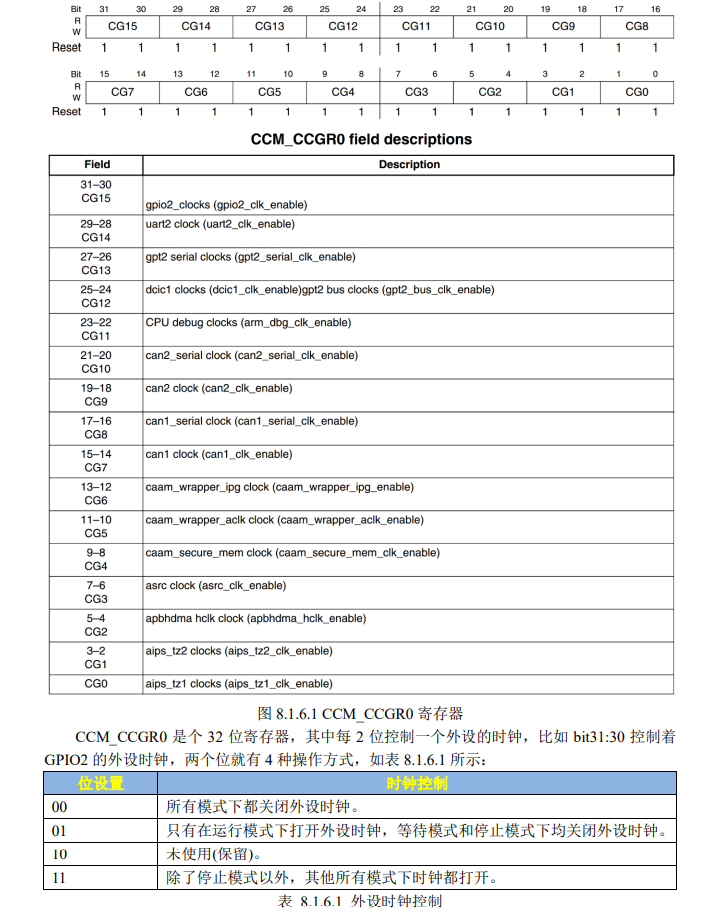 Bit 31 30 29 28 27 26 25 24 23 22 21 20 19 18 17 16
R
W
CG15 CG14 CG13 CG12 CG11 CG10 CG9 CG8
Reset 1 1 1 1 1 1 1 1 1 1 1 1 1 1 1 1
Bit 15 14 13 12 11 10 9 8 7 6 5 4 3 2 1 0
R
W
CG7 CG6 CG5 CG4 CG3 CG2 CG1 CG0
Reset 1 1 1 1 1 1 1 1 1 1 1 1 1 1 1 1
CCM_CCGR0 field descriptions
Field Description
31–30
CG15
gpio2_clocks (gpio2_clk_enable)
29–28
CG14
uart2 clock (uart2_clk_enable)
27–26
CG13
gpt2 serial clocks (gpt2_serial_clk_enable)
25–24
CG12
dcic1 clocks (dcic1_clk_enable)gpt2 bus clocks (gpt2_bus_clk_enable)
23–22
CG11
CPU debug clocks (arm_dbg_clk_enable)
21–20
CG10
can2_serial clock (can2_serial_clk_enable)
19–18
CG9
can2 clock (can2_clk_enable)
17–16
CG8
can1_serial clock (can1_serial_clk_enable)
15–14
CG7
can1 clock (can1_clk_enable)
13–12
CG6
caam_wrapper_ipg clock (caam_wrapper_ipg_enable)
11–10
CG5
caam_wrapper_aclk clock (caam_wrapper_aclk_enable)
9–8
CG4
caam_secure_mem clock (caam_secure_mem_clk_enable)
7–6
CG3
asrc clock (asrc_clk_enable)
5–4
CG2
apbhdma hclk clock (apbhdma_hclk_enable)
3–2
CG1
aips_tz2 clocks (aips_tz2_clk_enable)
CG0 aips_tz1 clocks (aips_tz1_clk_enable)
图 8.1.6.1 CCM_CCGR0 寄存器
CCM_CCGR0 是个 32 位寄存器，其中每 2 位控制一个外设的时钟，比如 bit31:30 控制着
GPIO2 的外设时钟，两个位就有 4 种操作方式，如表 8.1.6.1 所示：
位设置 时钟控制
00 所有模式下都关闭外设时钟。
01 只有在运行模式下打开外设时钟，等待模式和停止模式下均关闭外设时钟。
10 未使用(保留)。
11 除了停止模式以外，其他所有模式下时钟都打开。
表 8.1.6.1 外设时钟控制